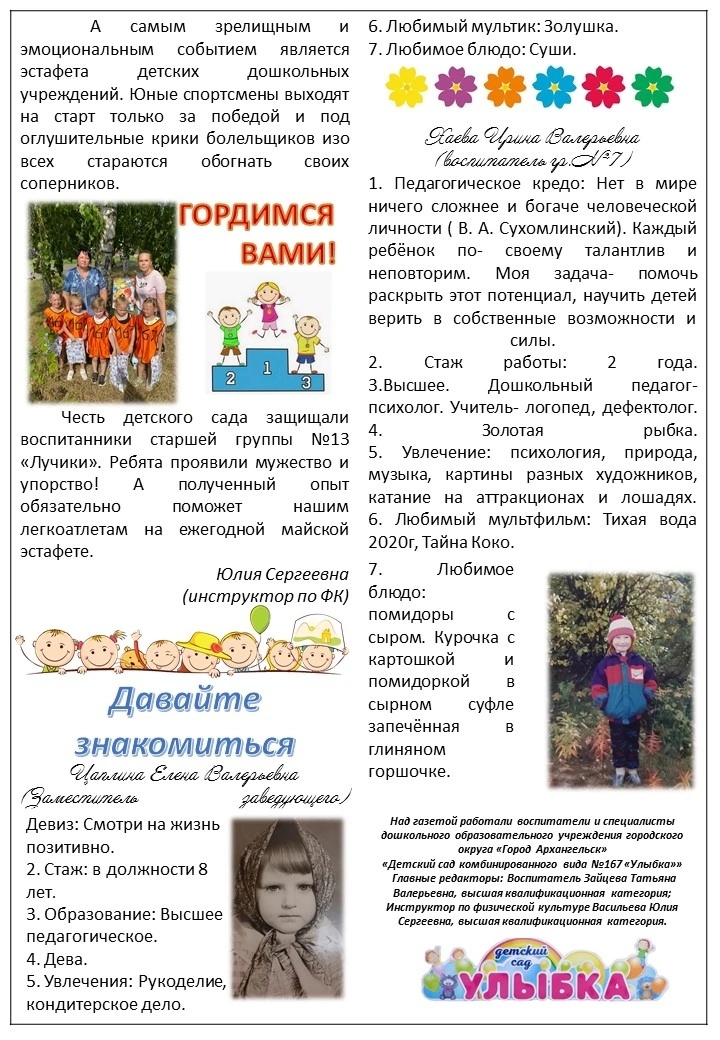 А самым зрелищным и
эмоциональным событием является
эстафета детских дошкольных
учреждений. Юные спортсмены выходят
на старт только за победой и под
оглушительные крики болельщиков изо
всех стараются обогнать своих
соперников.
ГОРДИМСЯ
ВАМИ!
2 1 3
Честь детского сада защищали
воспитанники старшей группы №13
«Лучики». Ребята проявили мужество и
упорство! А полученный опыт
обязательно поможет нашим
легкоатлетам на ежегодной майской
эстафете.
Юлия Сергеевна
(инструктор по ФК)
Давайте
знакомиться
Цаплина Елена Валерьевна
(Заместитель заведующего)
Девиз: Смотри на жизнь
позитивно.
2. Стаж: в должности 8
лет.
3. Образование: Высшее
педагогическое.
4. Дева.
5. Увлечения: Рукоделие,
кондитерское дело.
6. Любимый мультик: Золушка.
7. Любимое блюдо: Суши.
Хаева Ирина Валерьевна
(воспитатель гр.№7)
1. Педагогическое кредо: Нет в мире
ничего сложнее и богаче человеческой
личности ( В. А. Сухомлинский). Каждый
ребёнок по- своему талантлив и
неповторим. Моя задача- помочь
раскрыть этот потенциал, научить детей
верить в собственные возможности и
силы.
2. Стаж работы: 2 года.
3.Высшее. Дошкольный педагог-
психолог. Учитель- логопед, дефектолог.
4. Золотая рыбка.
5. Увлечение: психология, природа,
музыка, картины разных художников,
катание на аттракционах и лошадях.
6. Любимый мультфильм: Тихая вода
2020г, Тайна Коко.
7. Любимое
блюдо:
помидоры с
сыром. Курочка с
картошкой и
помидоркой в
сырном суфле
запечённая в
глиняном
горшочке.
Над газетой работали воспитатели и специалисты
дошкольного образовательного учреждения городского
округа «Город Архангельск»
«Детский сад комбинированного вида №167 «Улыбка»»
Главные редакторы: Воспитатель Зайцева Татьяна
Валерьевна, высшая квалификационная категория;
Инструктор по физической культуре Васильева Юлия
Сергеевна, высшая квалификационная категория.
детский
сад
УЛЫБКА